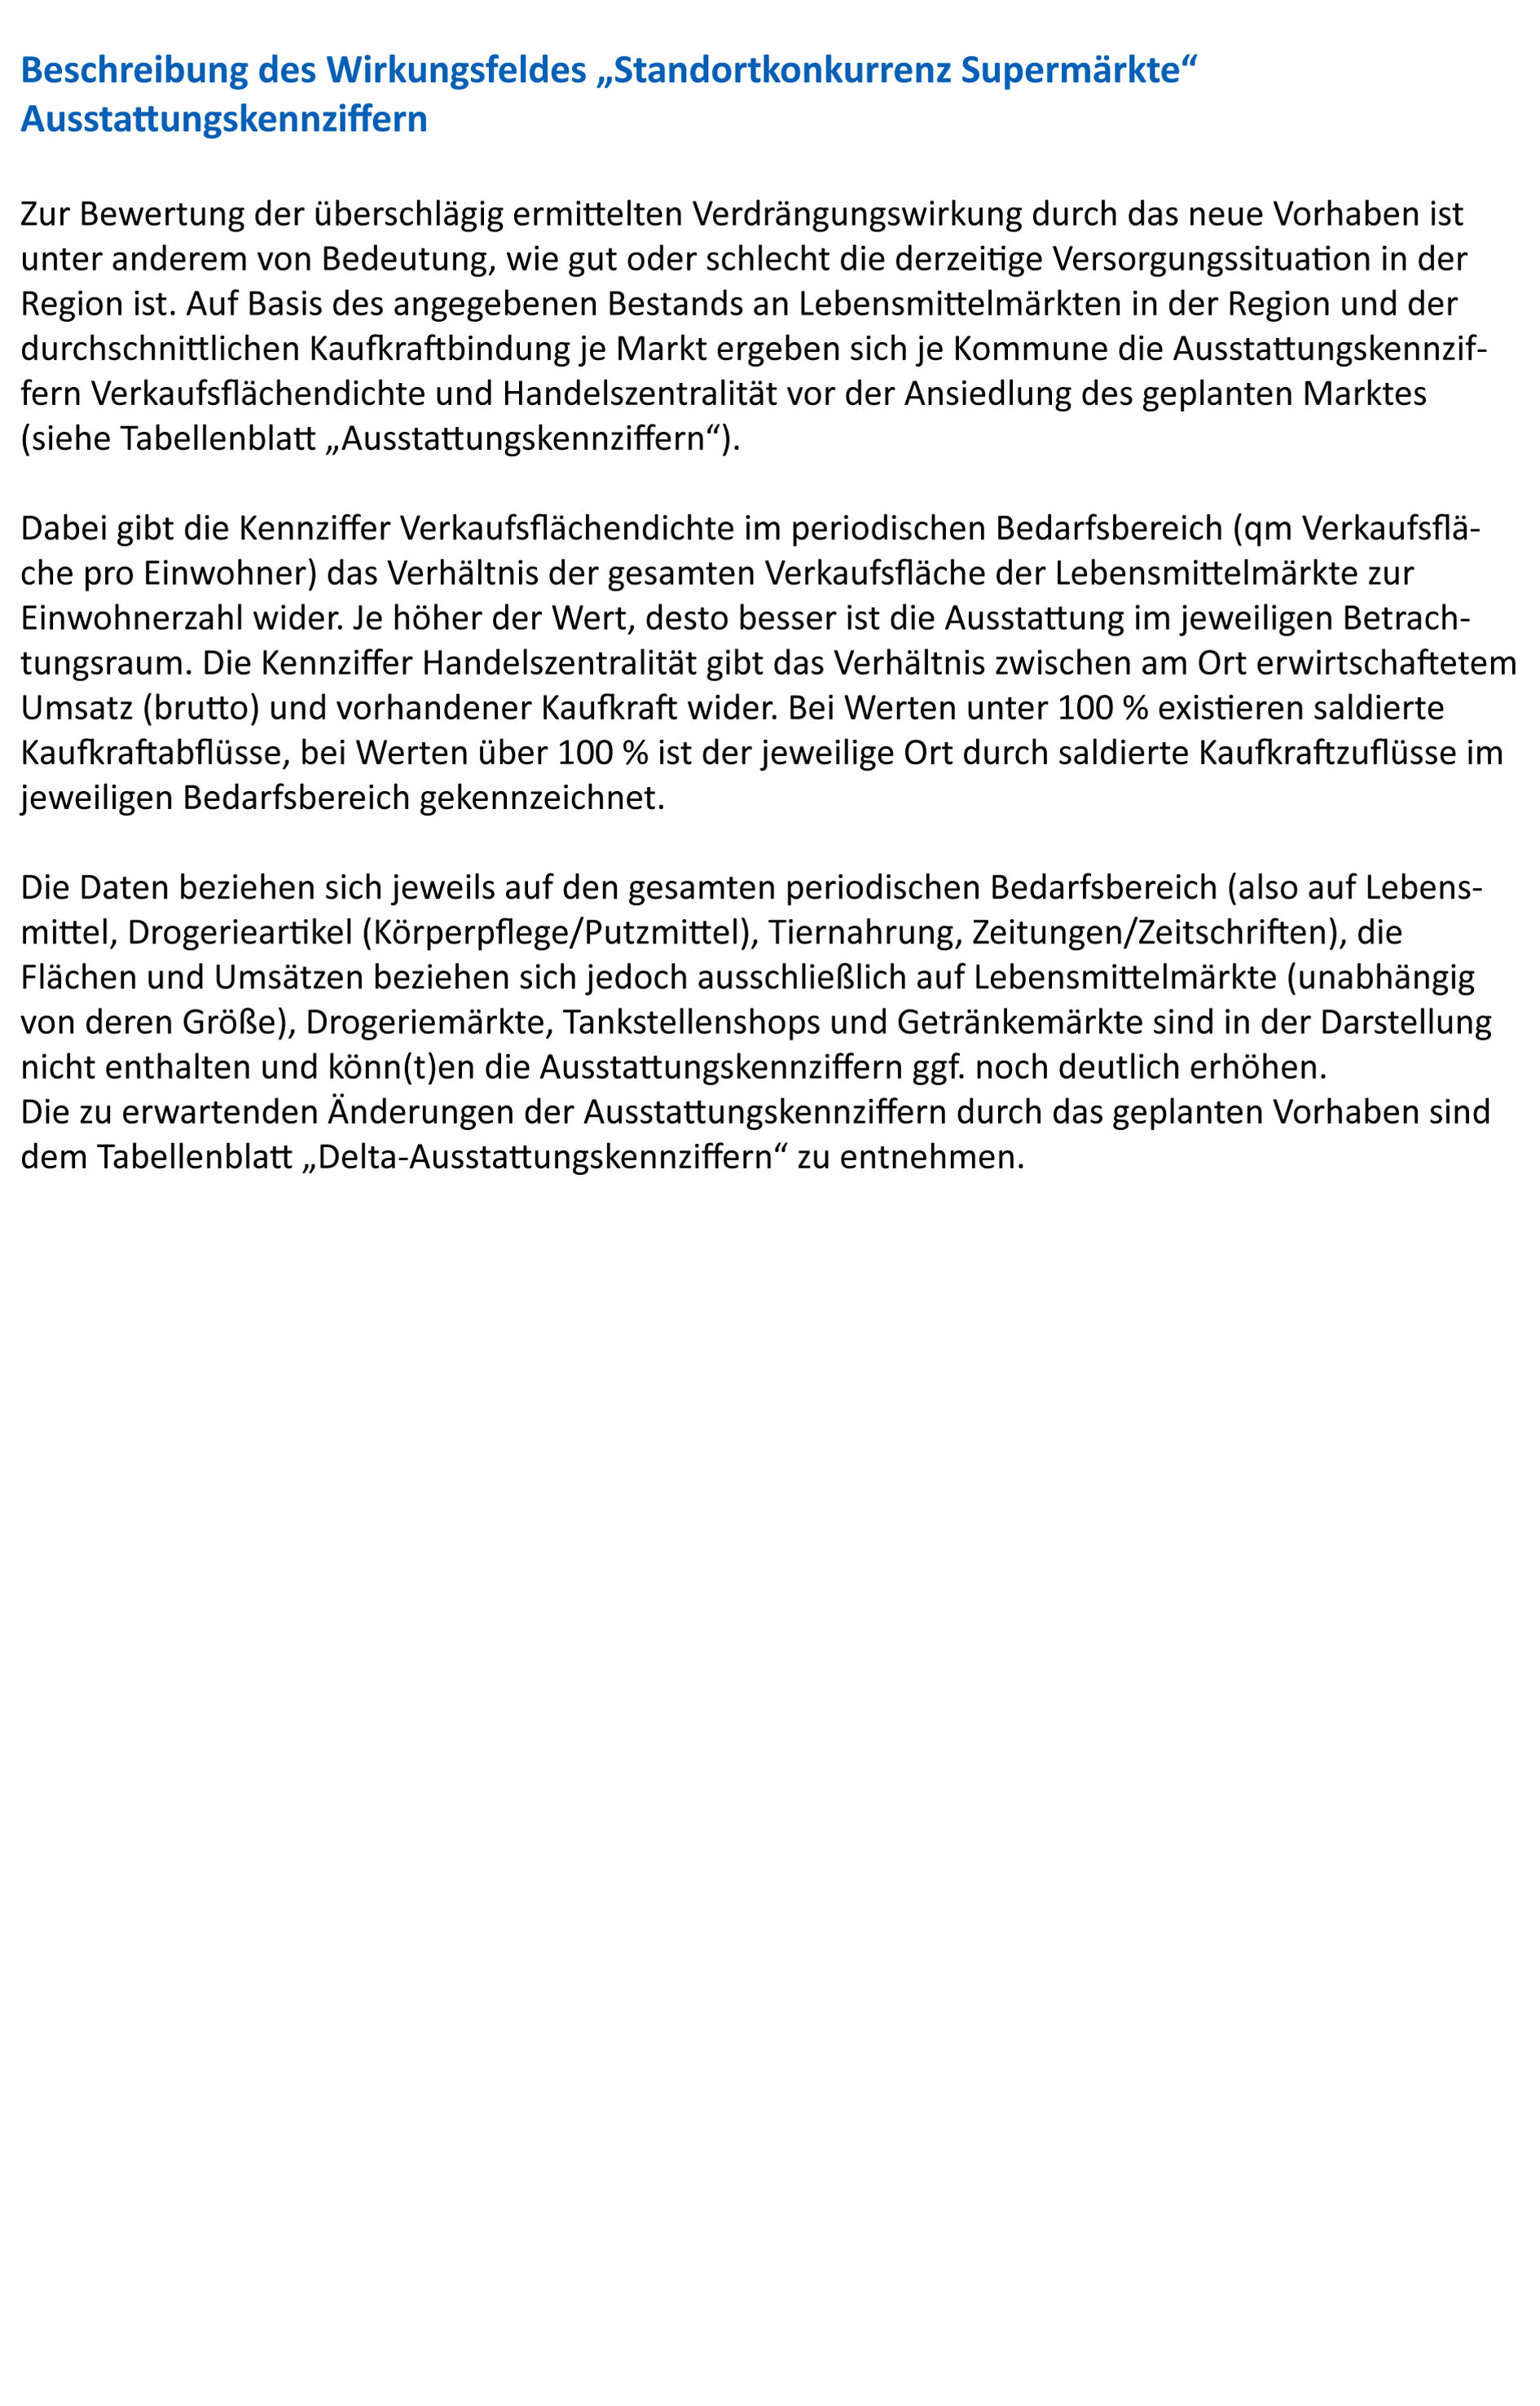 Beschreibung des Wirkungsfeldes „Standortkonkurrenz Supermärkte“
Ausstattungskennziffern
Zur Bewertung der überschlägig ermittelten Verdrängungswirkung durch das neue Vorhaben ist
unter anderem von Bedeutung, wie gut oder schlecht die derzeitige Versorgungssituation in der
Region ist. Auf Basis des angegebenen Bestands an Lebensmittelmärkten in der Region und der
durchschnittlichen Kaufkraftbindung je Markt ergeben sich je Kommune die Ausstattungskennzif-
fern Verkaufsflächendichte und Handelszentralität vor der Ansiedlung des geplanten Marktes
(siehe Tabellenblatt „Ausstattungskennziffern“).
Dabei gibt die Kennziffer Verkaufsflächendichte im periodischen Bedarfsbereich (qm Verkaufsflä-
che pro Einwohner) das Verhältnis der gesamten Verkaufsfläche der Lebensmittelmärkte zur
Einwohnerzahl wider. Je höher der Wert, desto besser ist die Ausstattung im jeweiligen Betrach-
tungsraum. Die Kennziffer Handelszentralität gibt das Verhältnis zwischen am Ort erwirtschaftetem
Umsatz (brutto) und vorhandener Kaufkraft wider. Bei Werten unter 100 % existieren saldierte
Kaufkraftabflüsse, bei Werten über 100 % ist der jeweilige Ort durch saldierte Kaufkraftzuflüsse im
jeweiligen Bedarfsbereich gekennzeichnet.
Die Daten beziehen sich jeweils auf den gesamten periodischen Bedarfsbereich (also auf Lebens-
mittel, Drogerieartikel (Körperpflege/Putzmittel), Tiernahrung, Zeitungen/Zeitschriften), die
Flächen und Umsätzen beziehen sich jedoch ausschließlich auf Lebensmittelmärkte (unabhängig
von deren Größe), Drogeriemärkte, Tankstellenshops und Getränkemärkte sind in der Darstellung
nicht enthalten und könn(t)en die Ausstattungskennziffern ggf. noch deutlich erhöhen.
Die zu erwartenden Änderungen der Ausstattungskennziffern durch das geplanten Vorhaben sind
dem Tabellenblatt „Delta-Ausstattungskennziffern“ zu entnehmen.